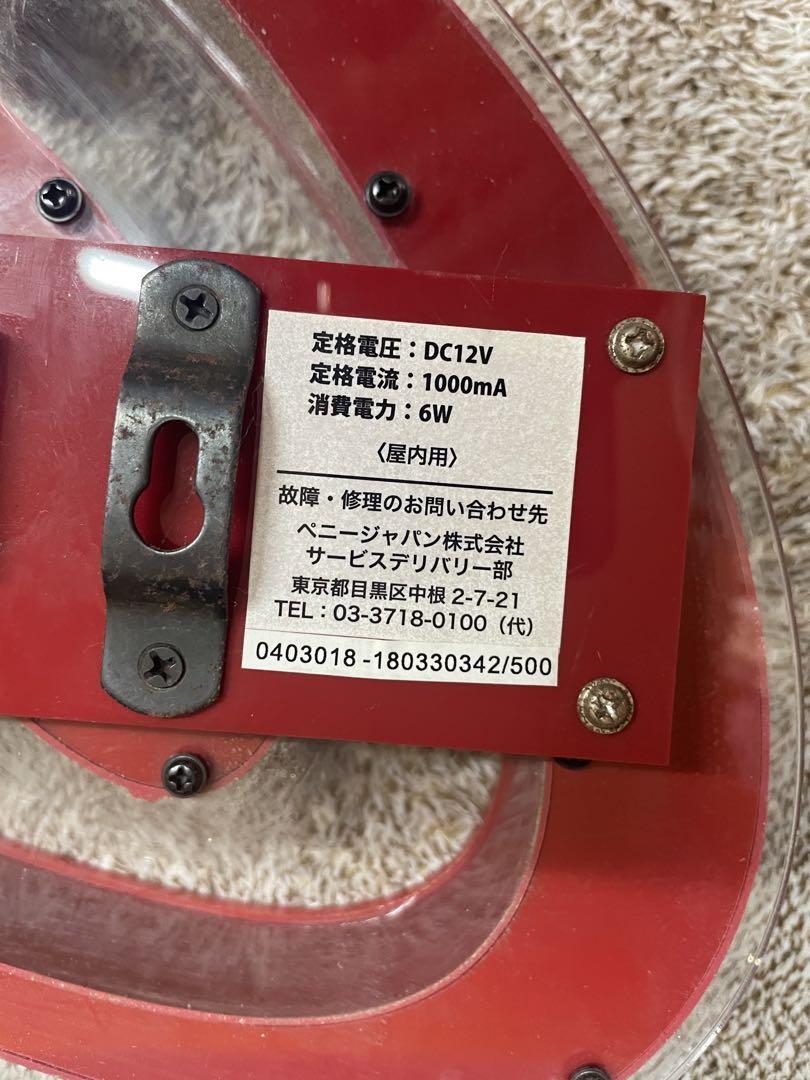 定格電圧：DC12V
定格電流：1000mA
消費電力：6W
〈屋内用〉
故障・修理のお問い合わせ先
ペニージャパン株式会社
サービスデリバリー部
東京都目黒区中根 2-7-21
TEL：03-3718-0100（代）
0403018 -180330342/500